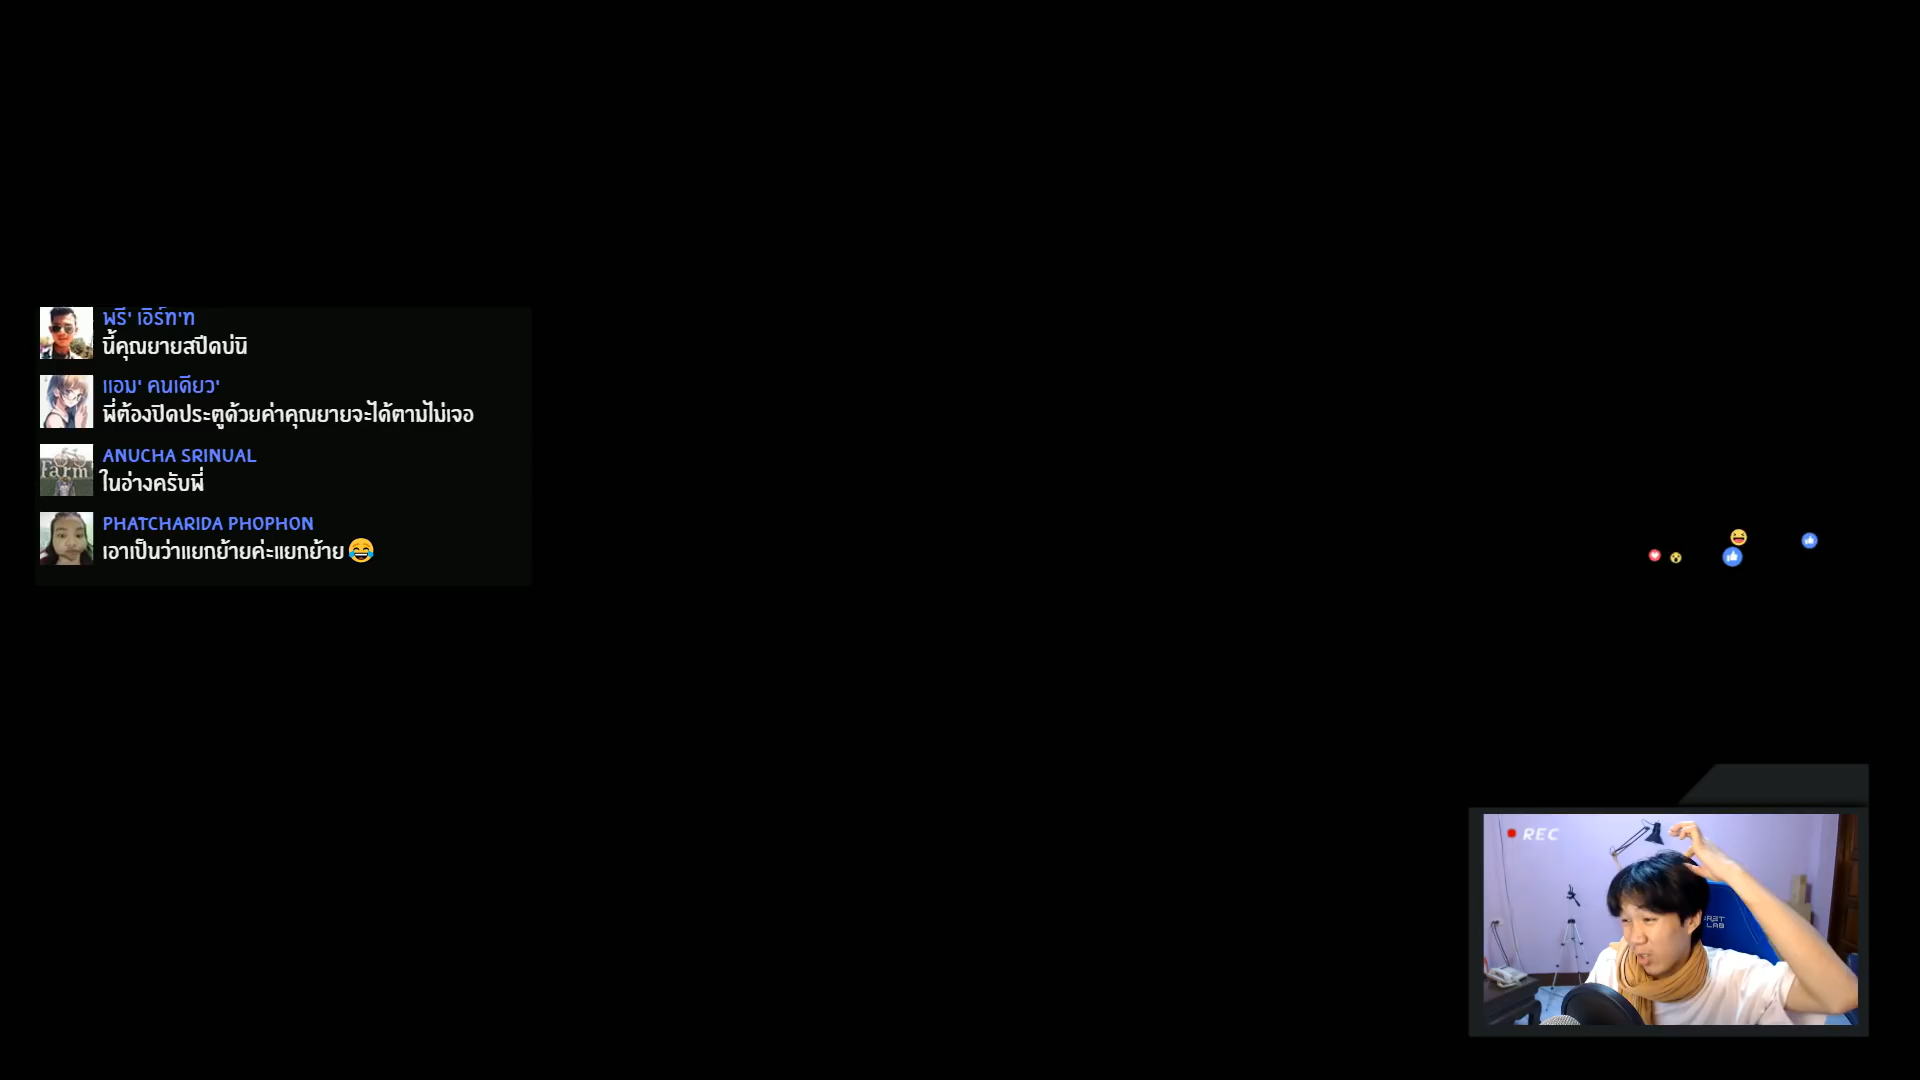 พรี' เอิร์ท'ท
นี้คุณยายสปีดบ่นิ
แอม' คนเดียว'
พี่ต้องปิดประตูด้วยค่าคุณยายจะได้ตามไม่เจอ
ANUCHA SRINUAL
Farm
ในอ่างครับพี่
PHATCHARIDA PHOPHON
เอาเป็นว่าแยกย้ายค่ะแยกย้าย😂
REC
LAB